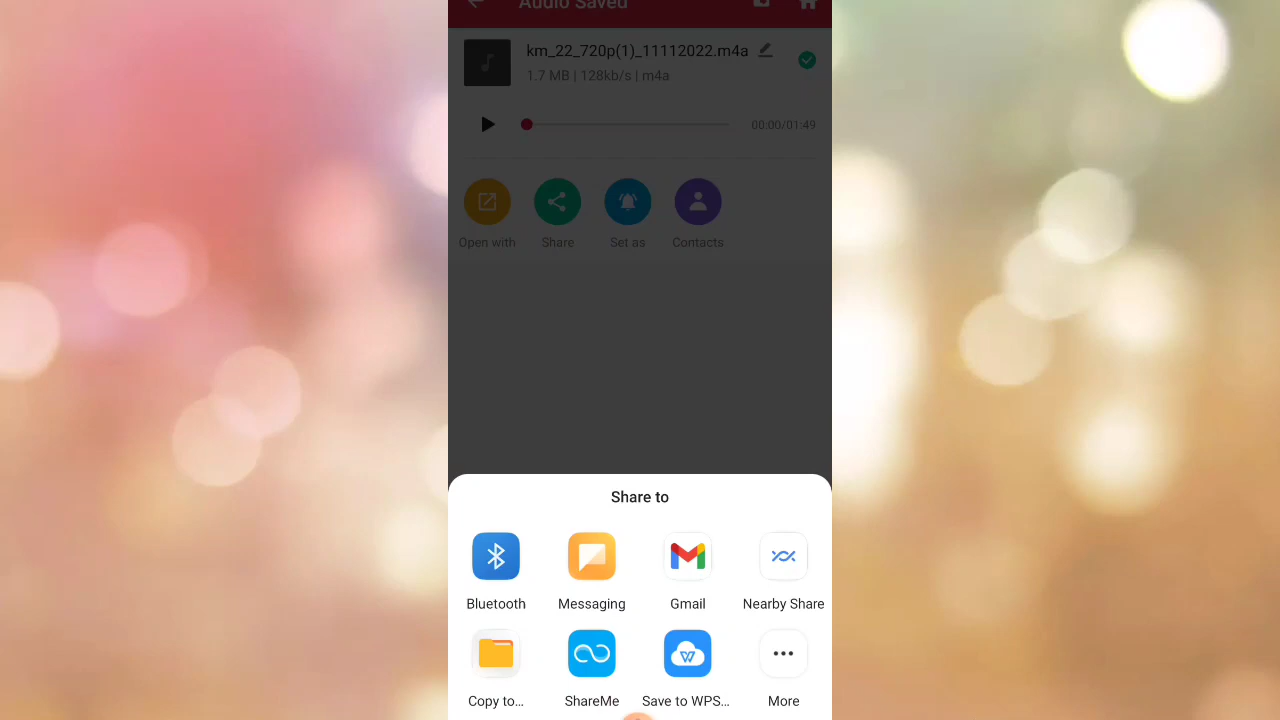 Audio Saved
km_22_720p(1)_11112022.m4a
1.7 MB | 128kb/s | m4a
00:00/01:49
Open with Share Set as Contacts
Share to
Bluetooth Messaging Gmail Nearby Share
Copy to... ShareMe Save to WPS... More